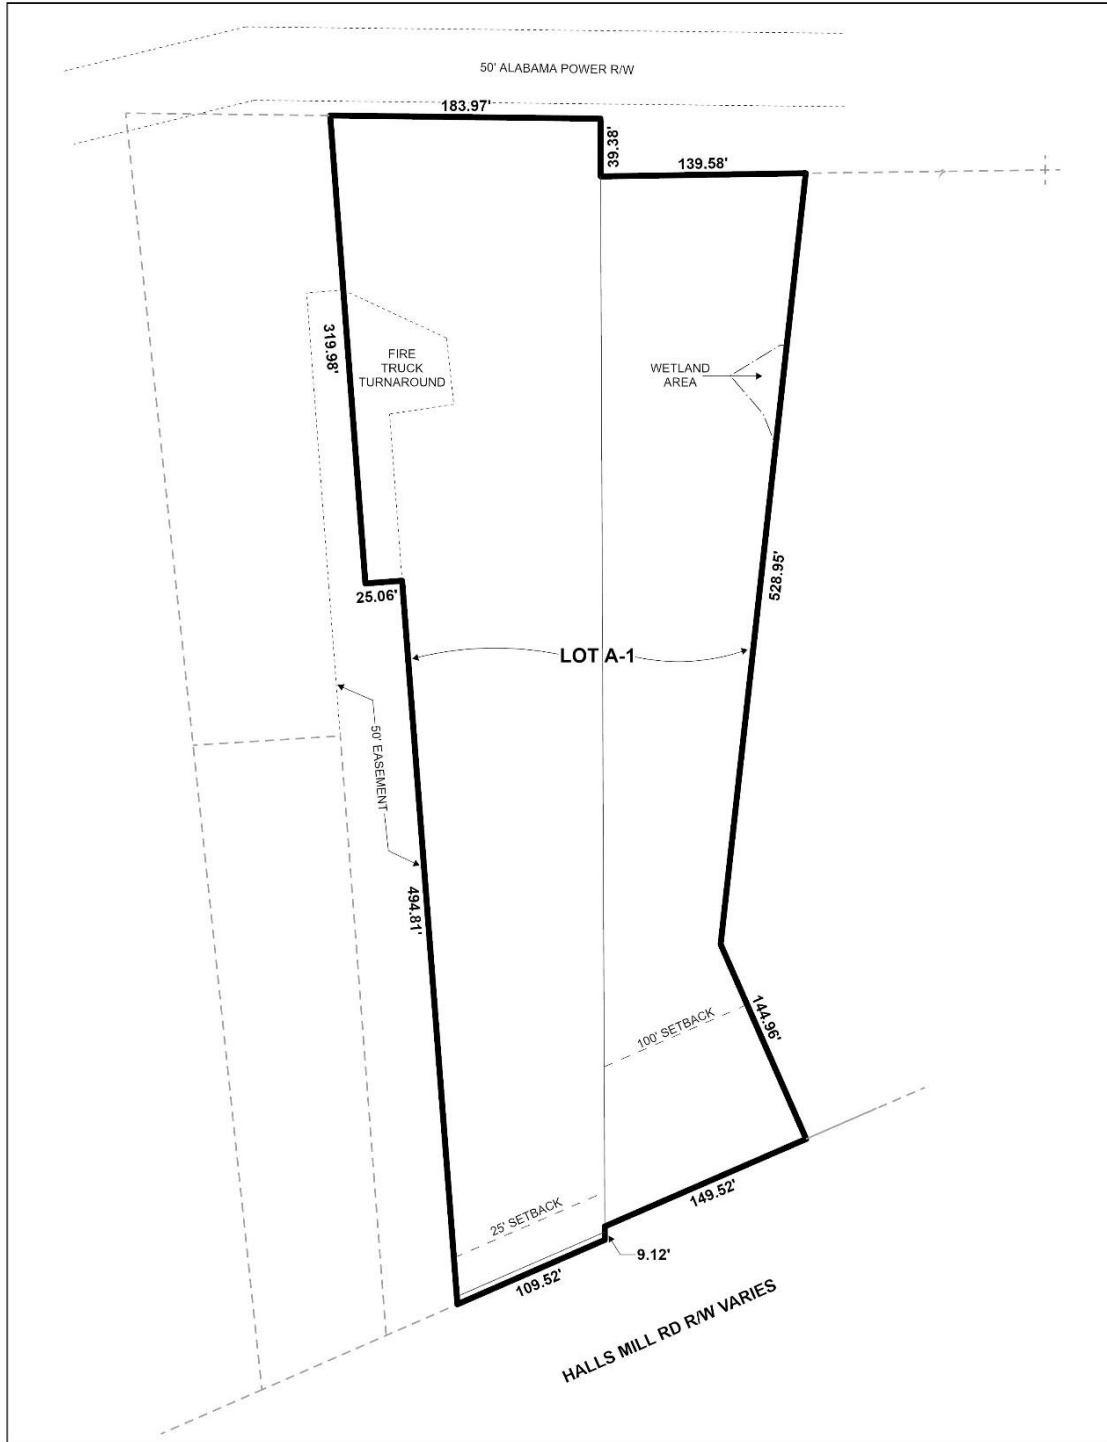 50' ALABAMA POWER R/W
183.97'
39.38'
139.58'
319.98'
FIRE
TRUCK
TURNAROUND
WETLAND
AREA
528.95'
25.06'
LOT A-1
50' EASEMENT
494.81'
144.96'
100' SETBACK
149.52'
25' SETBACK
9.12'
109.52'
HALLS MILL RD R/W VARIES